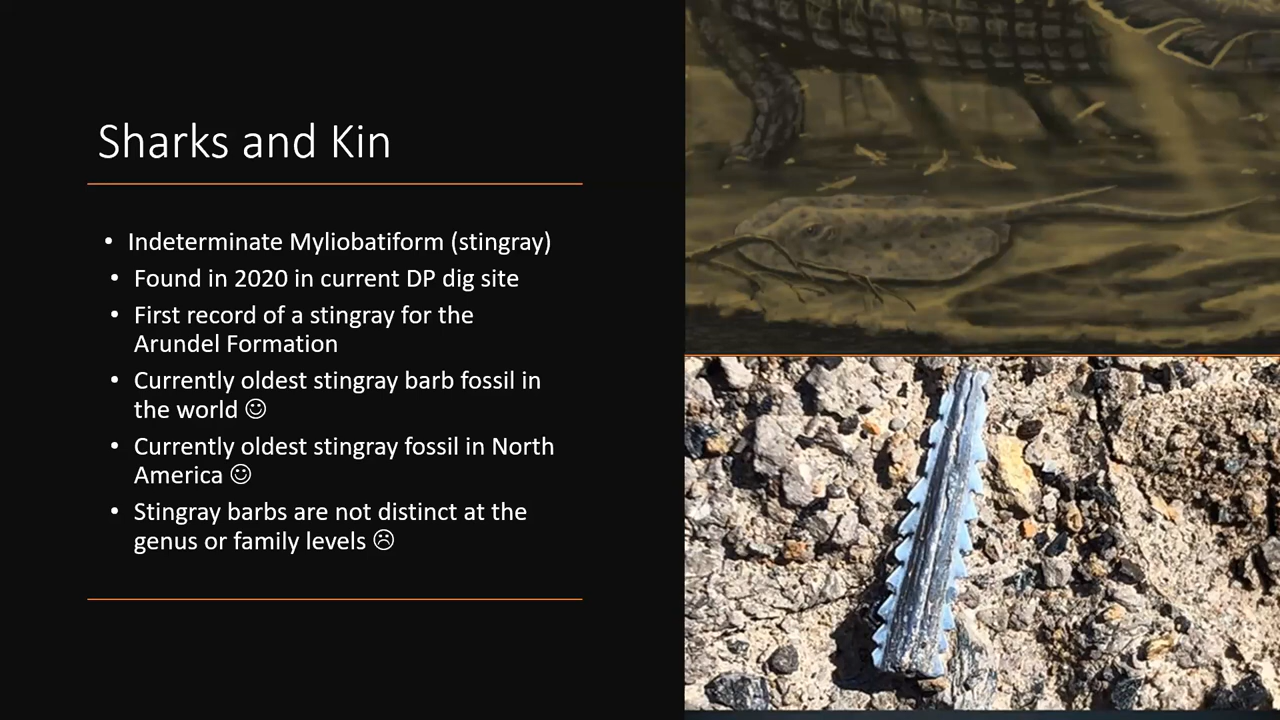 Sharks and Kin
• Indeterminate Myliobatiform (stingray)
• Found in 2020 in current DP dig site
• First record of a stingray for the
Arundel Formation
• Currently oldest stingray barb fossil in
the world ☺
• Currently oldest stingray fossil in North
America ☺
• Stingray barbs are not distinct at the
genus or family levels ☹